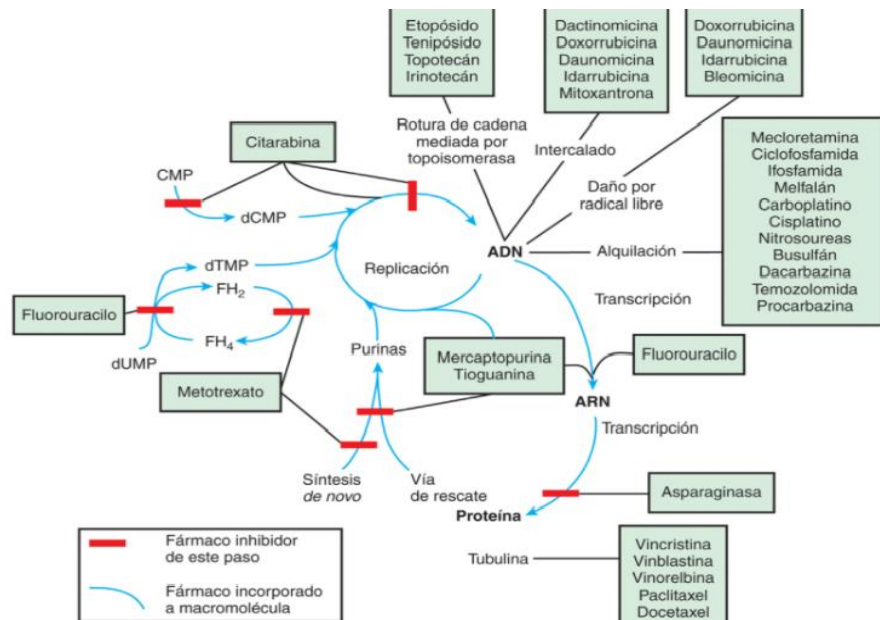 Etopósido
Tenipósido
Topotecán
Irinotecán
Dactinomicina
Doxorrubicina
Daunomicina
Idarrubicina
Mitoxantrona
Doxorrubicina
Daunomicina
Idarrubicina
Bleomicina
Rotura de cadena
mediada por
topoisomerasa
Intercalado
Daño por
radical libre
Citarabina
CMP
dCMP
dTMP
Replicación
ADN
Alquilación
Mecloretamina
Ciclofosfamida
Ifosfamida
Melfalán
Carboplatino
Cisplatino
Nitrosoureas
Busulfán
Dacarbazina
Temozolomida
Procarbazina
Transcripción
Fluorouracilo
FH2
FH4
dUMP
Metotrexato
Purinas
Mercaptopurina
Tioguanina
Fluorouracilo
ARN
Transcripción
Síntesis
de novo
Vía
de rescate
Proteína
Asparaginasa
Tubulina
Vincristina
Vinblastina
Vinorelbina
Paclitaxel
Docetaxel
Fármaco inhibidor
de este paso
Fármaco incorporado
a macromolécula